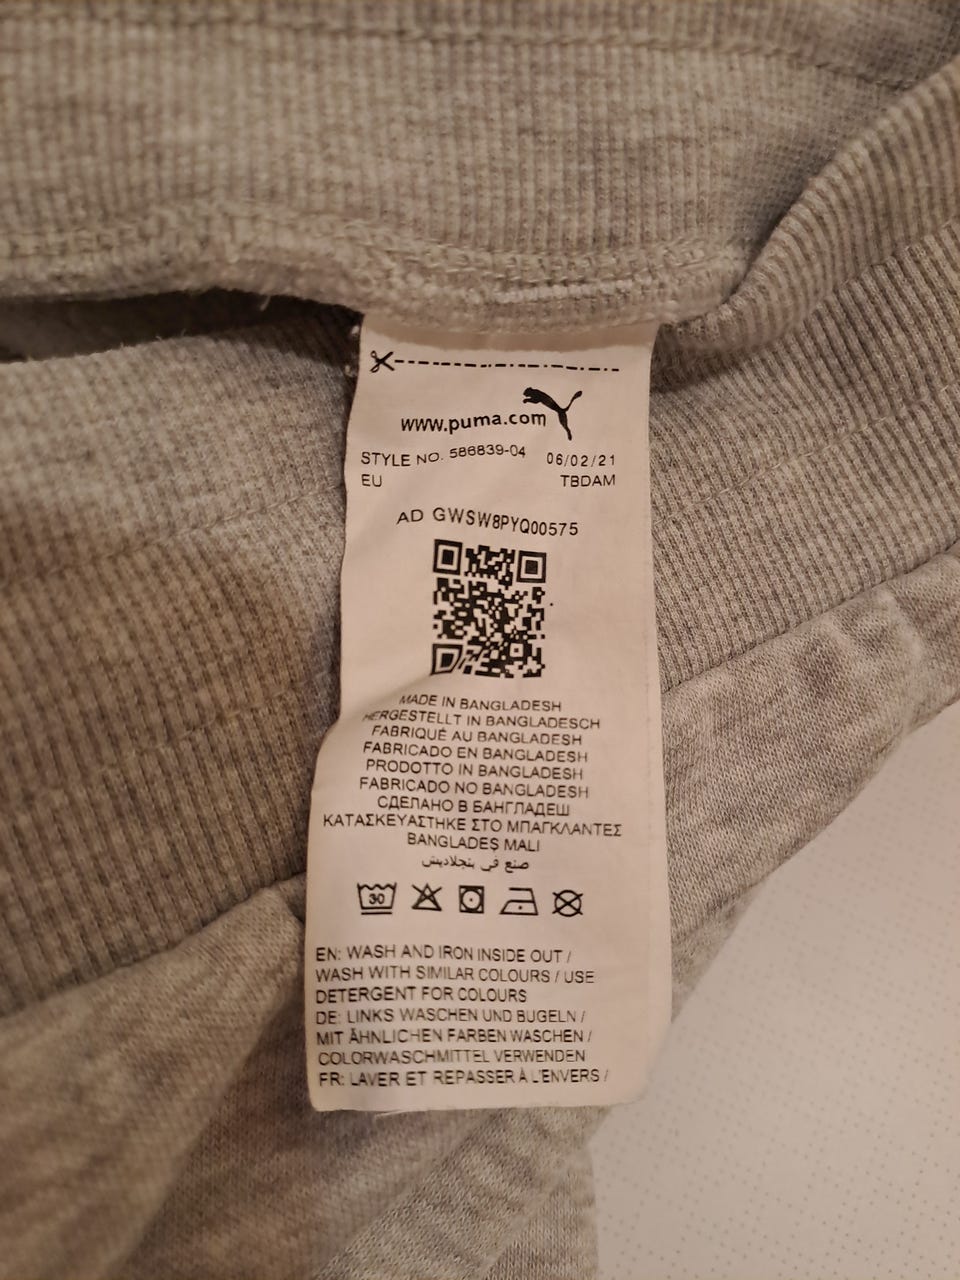 www.puma.com
STYLE NO. 586839-04 06/02/21
EU TBDAM
AD GWSW8PYQ00575
MADE IN BANGLADESH
HERGESTELLT IN BANGLADESCH
FABRIQUÉ AU BANGLADESH
FABRICADO EN BANGLADESH
PRODOTTO IN BANGLADESH
FABRICADO NO BANGLADESH
СДЕЛАНО В БАНГЛАДЕШ
ΚΑΤΑΣΚΕΥΑΣΤΗΚΕ ΣΤΟ ΜΠΑΓΚΛΑΝΤΕΣ
BANGLADEŞ MALI
صنع في بنجلاديش
30
EN: WASH AND IRON INSIDE OUT /
WASH WITH SIMILAR COLOURS / USE
DETERGENT FOR COLOURS
DE: LINKS WASCHEN UND BÜGELN /
MIT ÄHNLICHEN FARBEN WASCHEN /
COLORWASCHMITTEL VERWENDEN
FR: LAVER ET REPASSER À L'ENVERS /